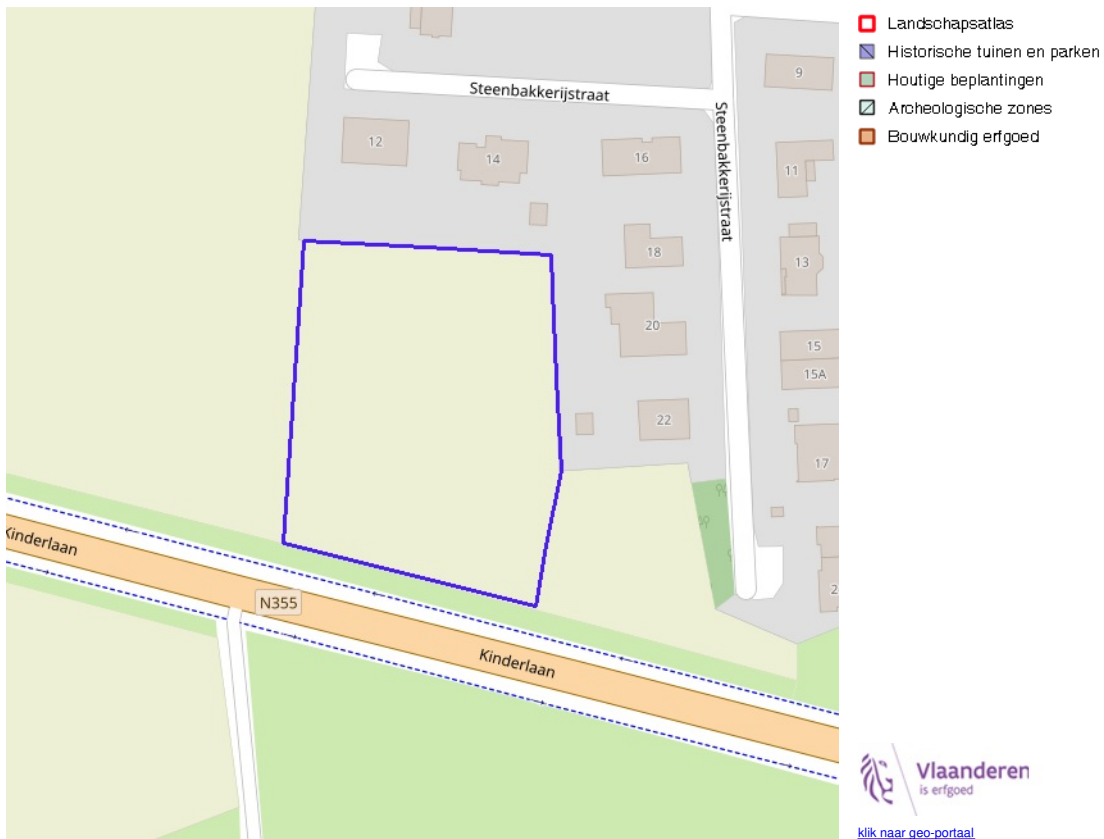 Steenbakkerijstraat
Steenbakkerijstraat
9
12
14
16
11
18
13
20
15
15A
22
17
2
Kinderlaan
N355
Kinderlaan
Landschapsatlas
Historische tuinen en parken
Houtige beplantingen
Archeologische zones
Bouwkundig erfgoed
Vlaanderen
is erfgoed
klik naar geo-portaal